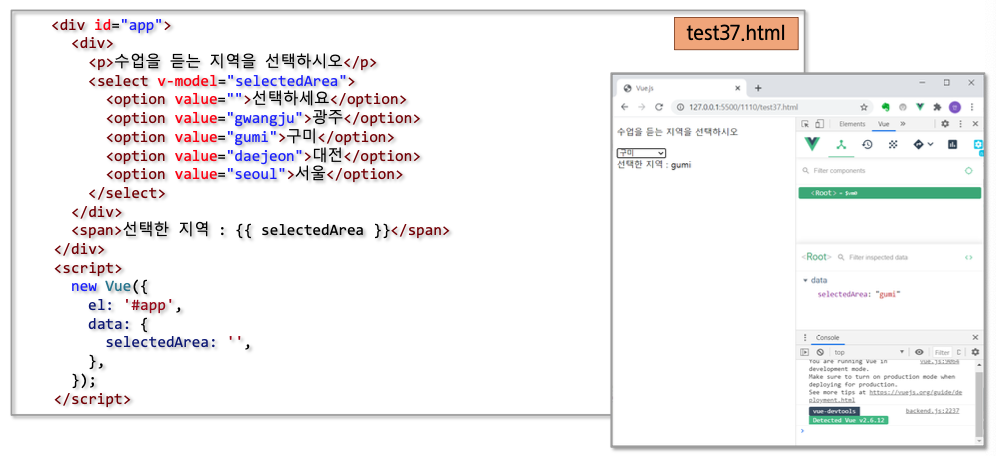 <div id="app">
<div>
<p>수업을 듣는 지역을 선택하시오</p>
<select v-model="selectedArea">
<option value="">선택하세요</option>
<option value="gwangju">광주</option>
<option value="gumi">구미</option>
<option value="daejeon">대전</option>
<option value="seoul">서울</option>
</select>
</div>
<span>선택한 지역 : {{ selectedArea }}</span>
</div>
<script>
new Vue({
el: '#app',
data: {
selectedArea: '',
},
});
</script>
test37.html
Vue.js
127.0.0.1:5500/1110/test37.html
수업을 듣는 지역을 선택하시오
구미
선택한 지역 : gumi
Elements Vue »
Filter components
<Root> = $vm0
<Root> Filter inspected data
data
selectedArea: "gumi"
Console
top Filter
You are running Vue in vue.js:9064
development mode.
Make sure to turn on production mode when
deploying for production.
See more tips at https://vuejs.org/guide/de
ployment.html
vue-devtools backend.js:2237
Detected Vue v2.6.12